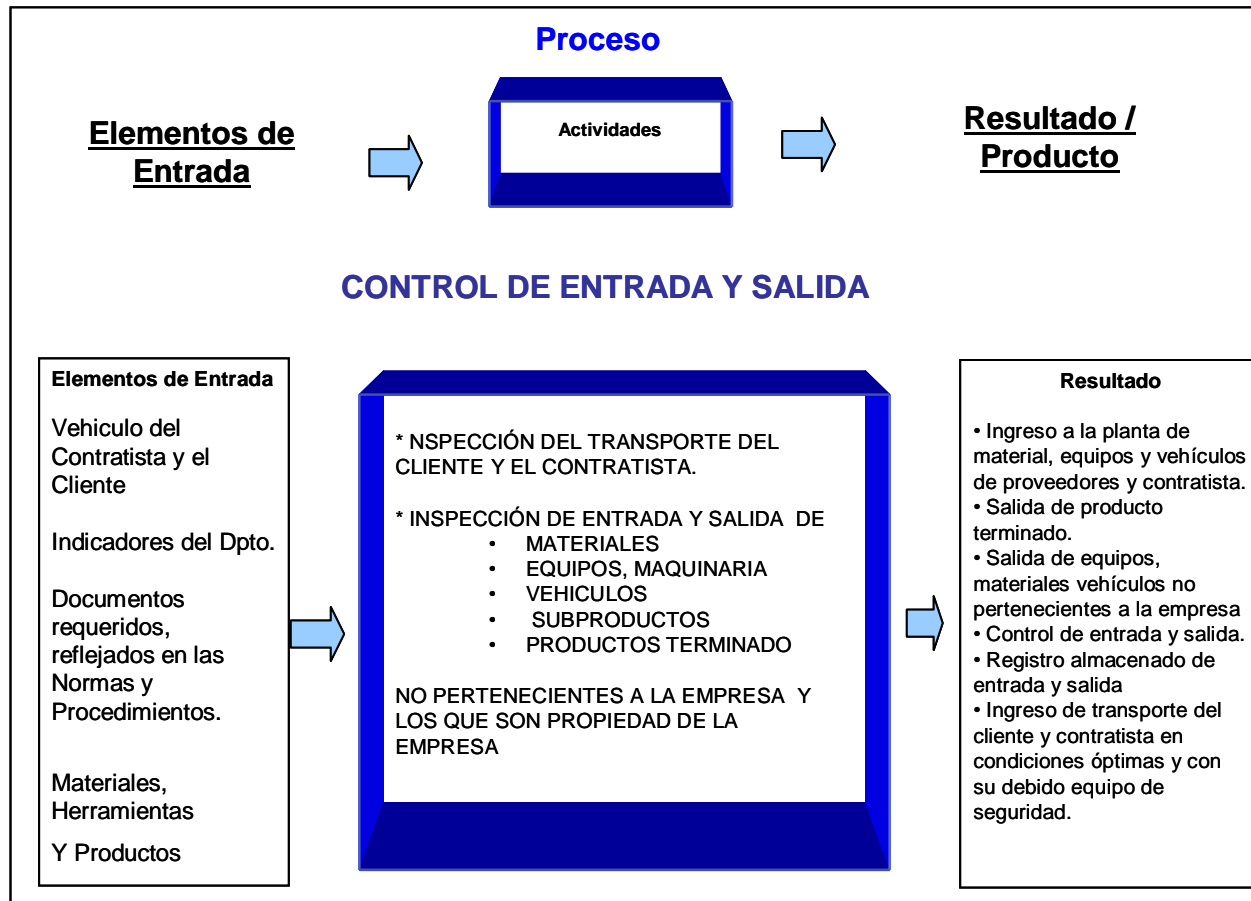 Proceso
Elementos de
Entrada
Actividades
Resultado /
Producto
CONTROL DE ENTRADA Y SALIDA
Elementos de Entrada
Vehiculo del
Contratista y el
Cliente
Indicadores del Dpto.
Documentos
requeridos,
reflejados en las
Normas y
Procedimientos.
Materiales,
Herramientas
Y Productos
* NSPECCIÓN DEL TRANSPORTE DEL
CLIENTE Y EL CONTRATISTA.
* INSPECCIÓN DE ENTRADA Y SALIDA DE
• MATERIALES
• EQUIPOS, MAQUINARIA
• VEHICULOS
• SUBPRODUCTOS
• PRODUCTOS TERMINADO
NO PERTENECIENTES A LA EMPRESA Y
LOS QUE SON PROPIEDAD DE LA
EMPRESA
Resultado
• Ingreso a la planta de
material, equipos y vehículos
de proveedores y contratista.
• Salida de producto
terminado.
• Salida de equipos,
materiales vehículos no
pertenecientes a la empresa
• Control de entrada y salida.
• Registro almacenado de
entrada y salida
• Ingreso de transporte del
cliente y contratista en
condiciones óptimas y con
su debido equipo de
seguridad.